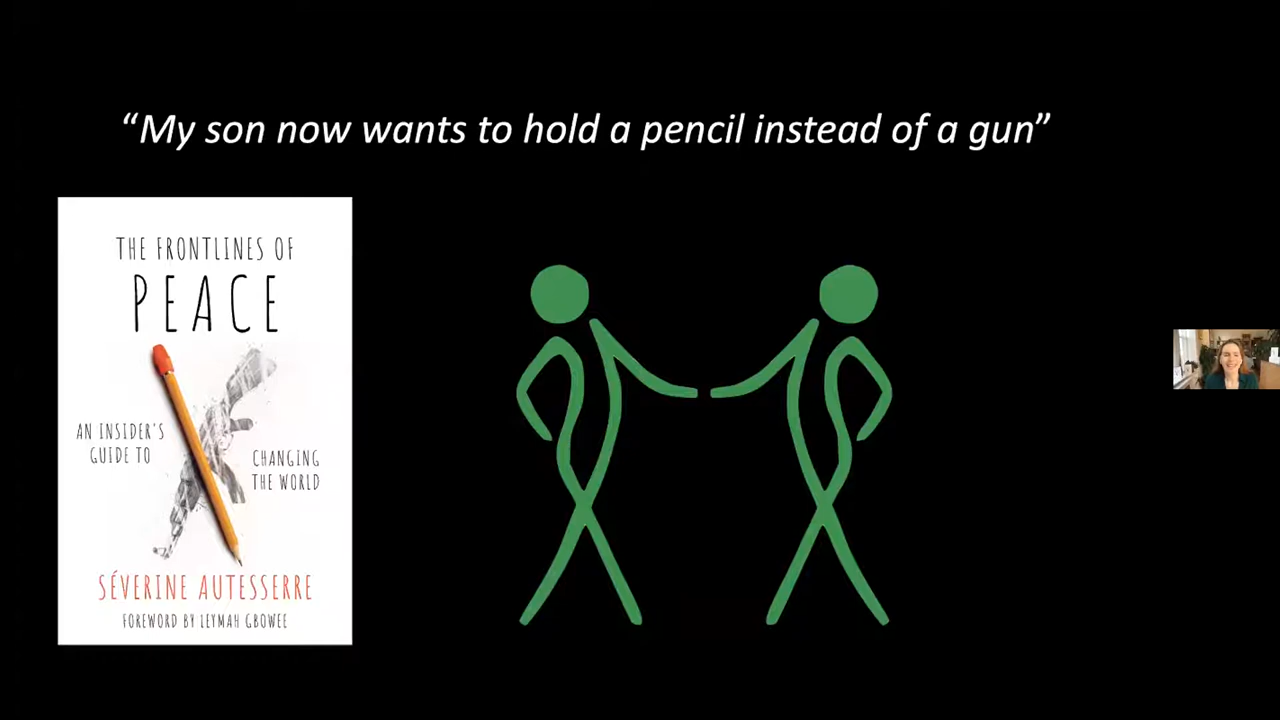 “My son now wants to hold a pencil instead of a gun”
THE FRONTLINES OF
PEACE
AN INSIDER'S
GUIDE TO
CHANGING
THE WORLD
SÉVERINE AUTESSERRE
FOREWORD BY LEYMAH GBOWEE